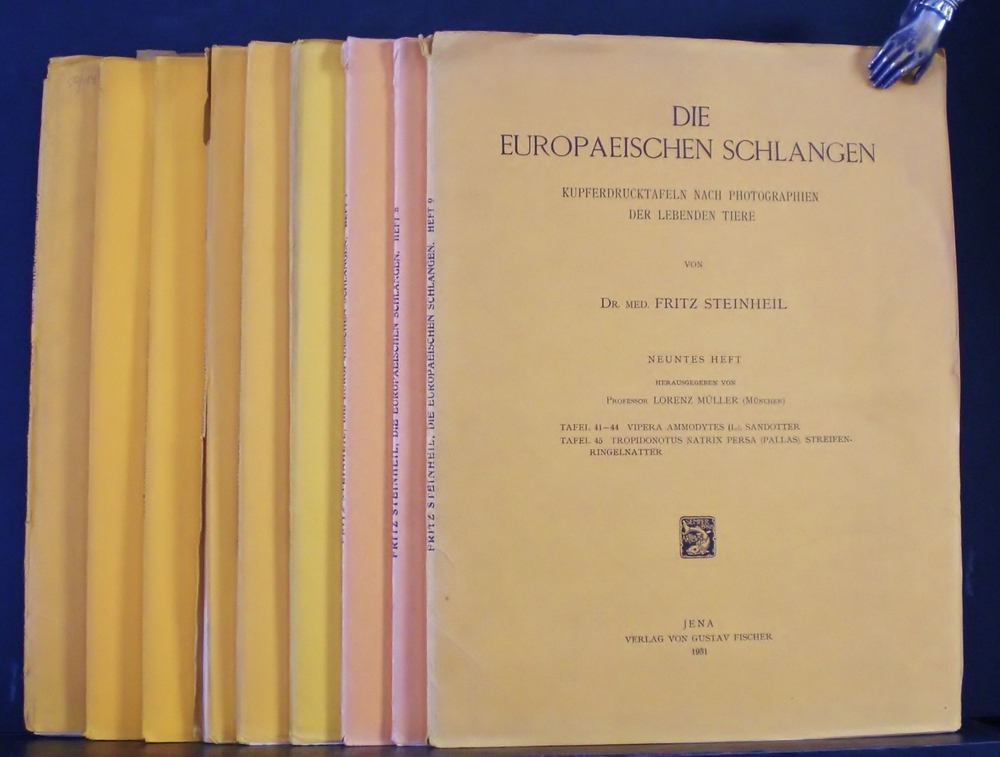 DIE
EUROPAEISCHEN SCHLANGEN
KUPFERDRUCKTAFELN NACH PHOTOGRAPHIEN
DER LEBENDEN TIERE
VON
DR. MED. FRITZ STEINHEIL
NEUNTES HEFT
HERAUSGEGEBEN VON
PROFESSOR LORENZ MÜLLER (MÜNCHEN)
TAFEL 41—44 VIPERA AMMODYTES (L.), SANDOTTER
TAFEL 45 TROPIDONOTUS NATRIX PERSA (PALLAS), STREIFEN-
RINGELNATTER
SEMPER
JENA
VERLAG VON GUSTAV FISCHER
1931
FRITZ STEINHEIL, DIE EUROPAEISCHEN SCHLANGEN. HEFT 9
FRITZ STEINHEIL, DIE EUROPAEISCHEN SCHLANGEN. HEFT 8